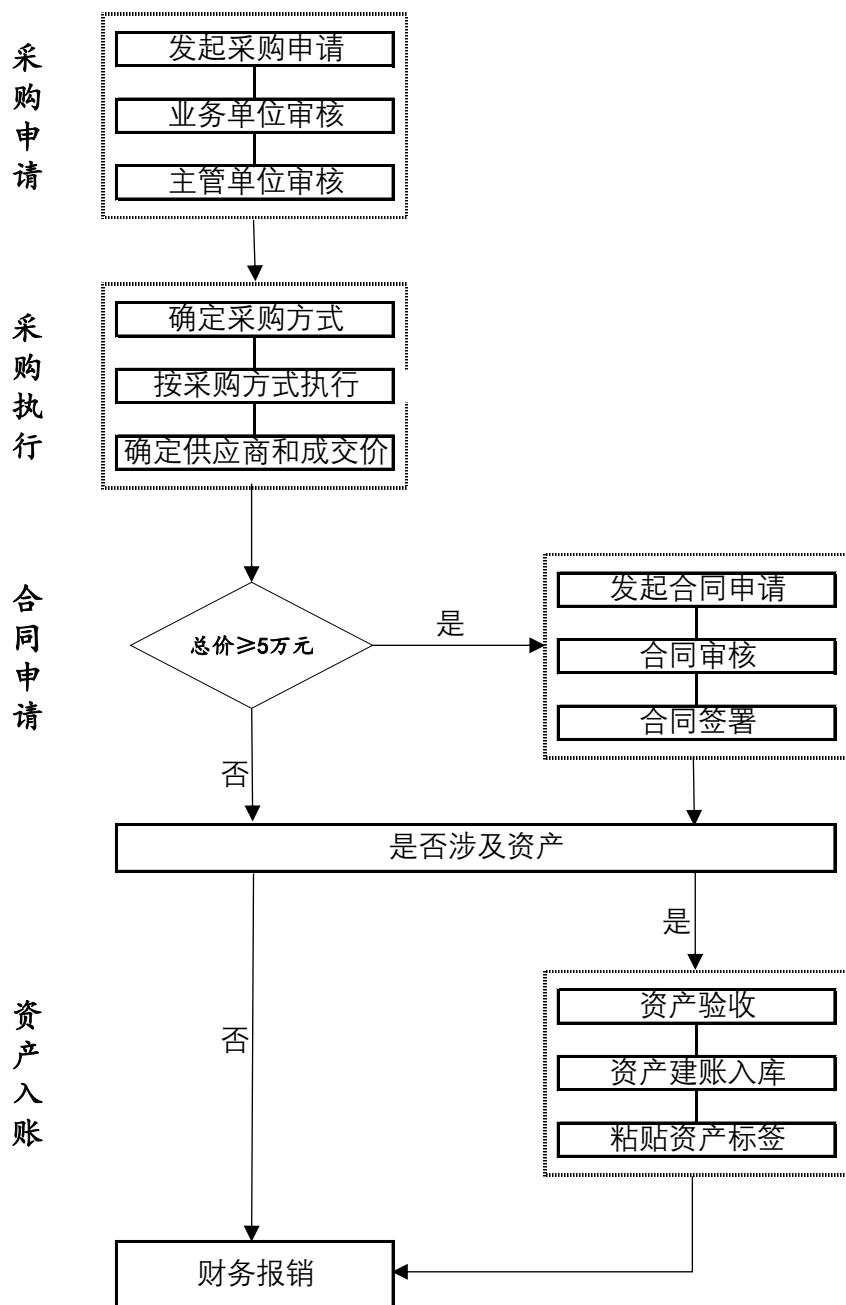 采购申请
发起采购申请
业务单位审核
主管单位审核
采购执行
确定采购方式
按采购方式执行
确定供应商和成交价
合同申请
总价≥5万元
是
发起合同申请
合同审核
合同签署
否
是否涉及资产
是
资产入账
否
资产验收
资产建账入库
粘贴资产标签
财务报销